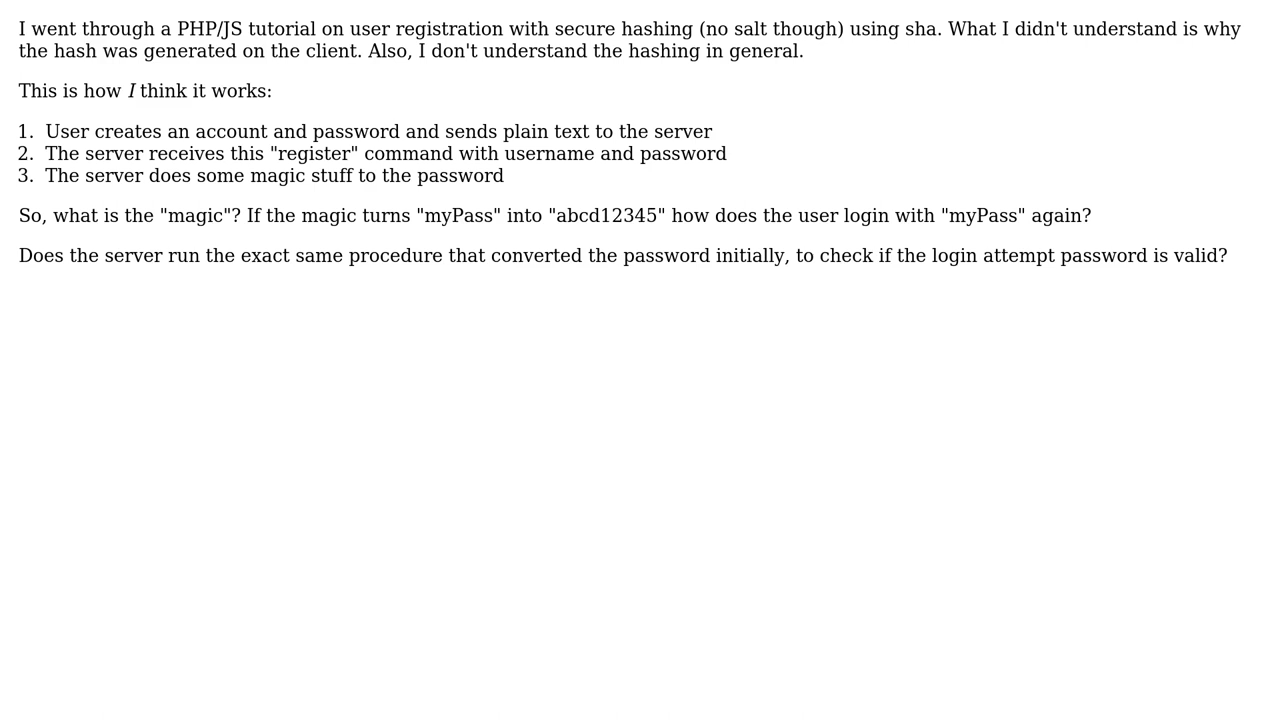 I went through a PHP/JS tutorial on user registration with secure hashing (no salt though) using sha. What I didn't understand is why
the hash was generated on the client. Also, I don't understand the hashing in general.
This is how I think it works:
1. User creates an account and password and sends plain text to the server
2. The server receives this "register" command with username and password
3. The server does some magic stuff to the password
So, what is the "magic"? If the magic turns "myPass" into "abcd12345" how does the user login with "myPass" again?
Does the server run the exact same procedure that converted the password initially, to check if the login attempt password is valid?